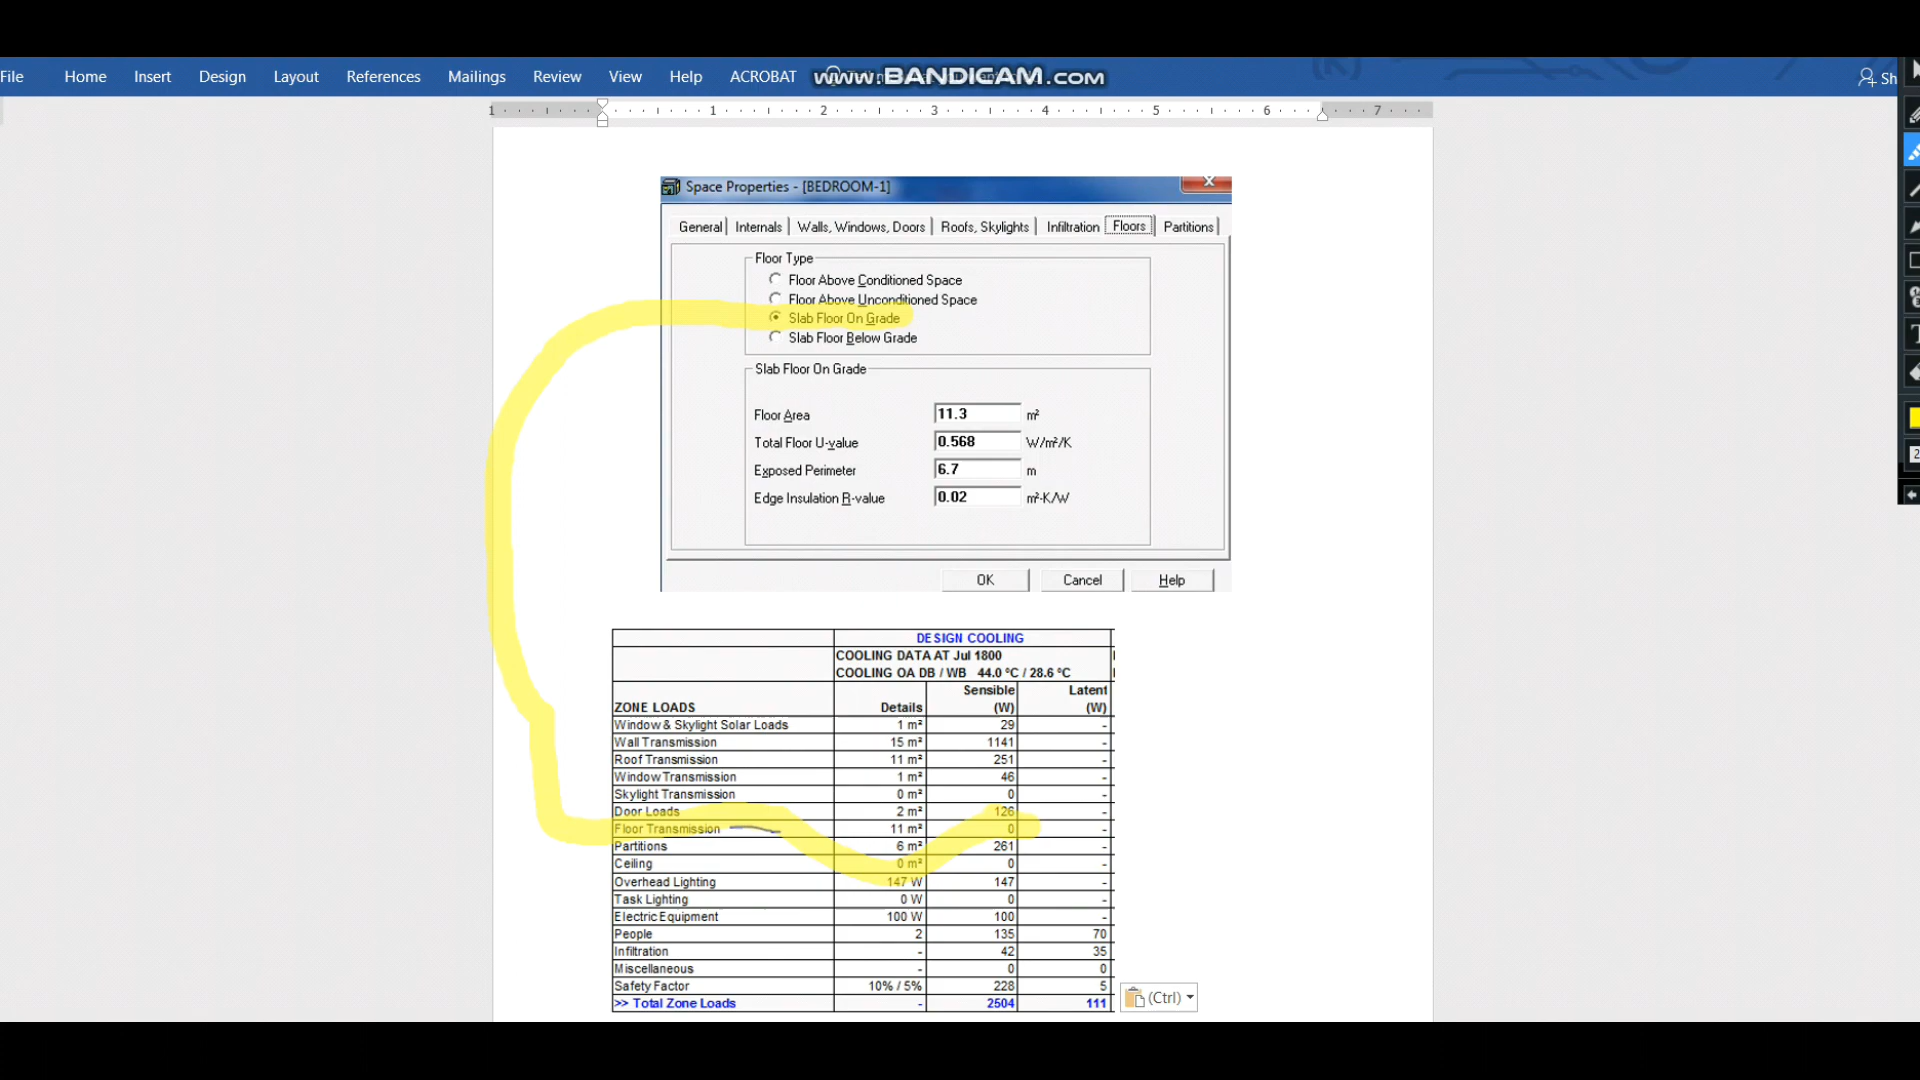 File Home Insert Design Layout References Mailings Review View Help ACROBAT www.BANDICAM.com Sh
1 1 2 3 4 5 6 7
Space Properties - [BEDROOM-1]
General Internals Walls, Windows, Doors Roofs, Skylights Infiltration Floors Partitions
Floor Type
Floor Above Conditioned Space
Floor Above Unconditioned Space
Slab Floor On Grade
Slab Floor Below Grade
Slab Floor On Grade
Floor Area 11.3 m²
Total Floor U-value 0.568 W/m²/K
Exposed Perimeter 6.7 m
Edge Insulation R-value 0.02 m²-K/W
OK Cancel Help
DESIGN COOLING
COOLING DATA AT Jul 1800
COOLING OA DB / WB 44.0 °C / 28.6 °C
Sensible Latent
ZONE LOADS Details (W) (W)
Window & Skylight Solar Loads 1 m² 29 -
Wall Transmission 15 m² 1141 -
Roof Transmission 11 m² 251 -
Window Transmission 1 m² 46 -
Skylight Transmission 0 m² 0 -
Door Loads 2 m² 126 -
Floor Transmission 11 m² 0 -
Partitions 6 m² 261 -
Ceiling 0 m² 0 -
Overhead Lighting 147 W 147 -
Task Lighting 0 W 0 -
Electric Equipment 100 W 100 -
People 2 135 70
Infiltration - 42 35
Miscellaneous - 0 0
Safety Factor 10% / 5% 228 5
>> Total Zone Loads - 2504 111
(Ctrl)